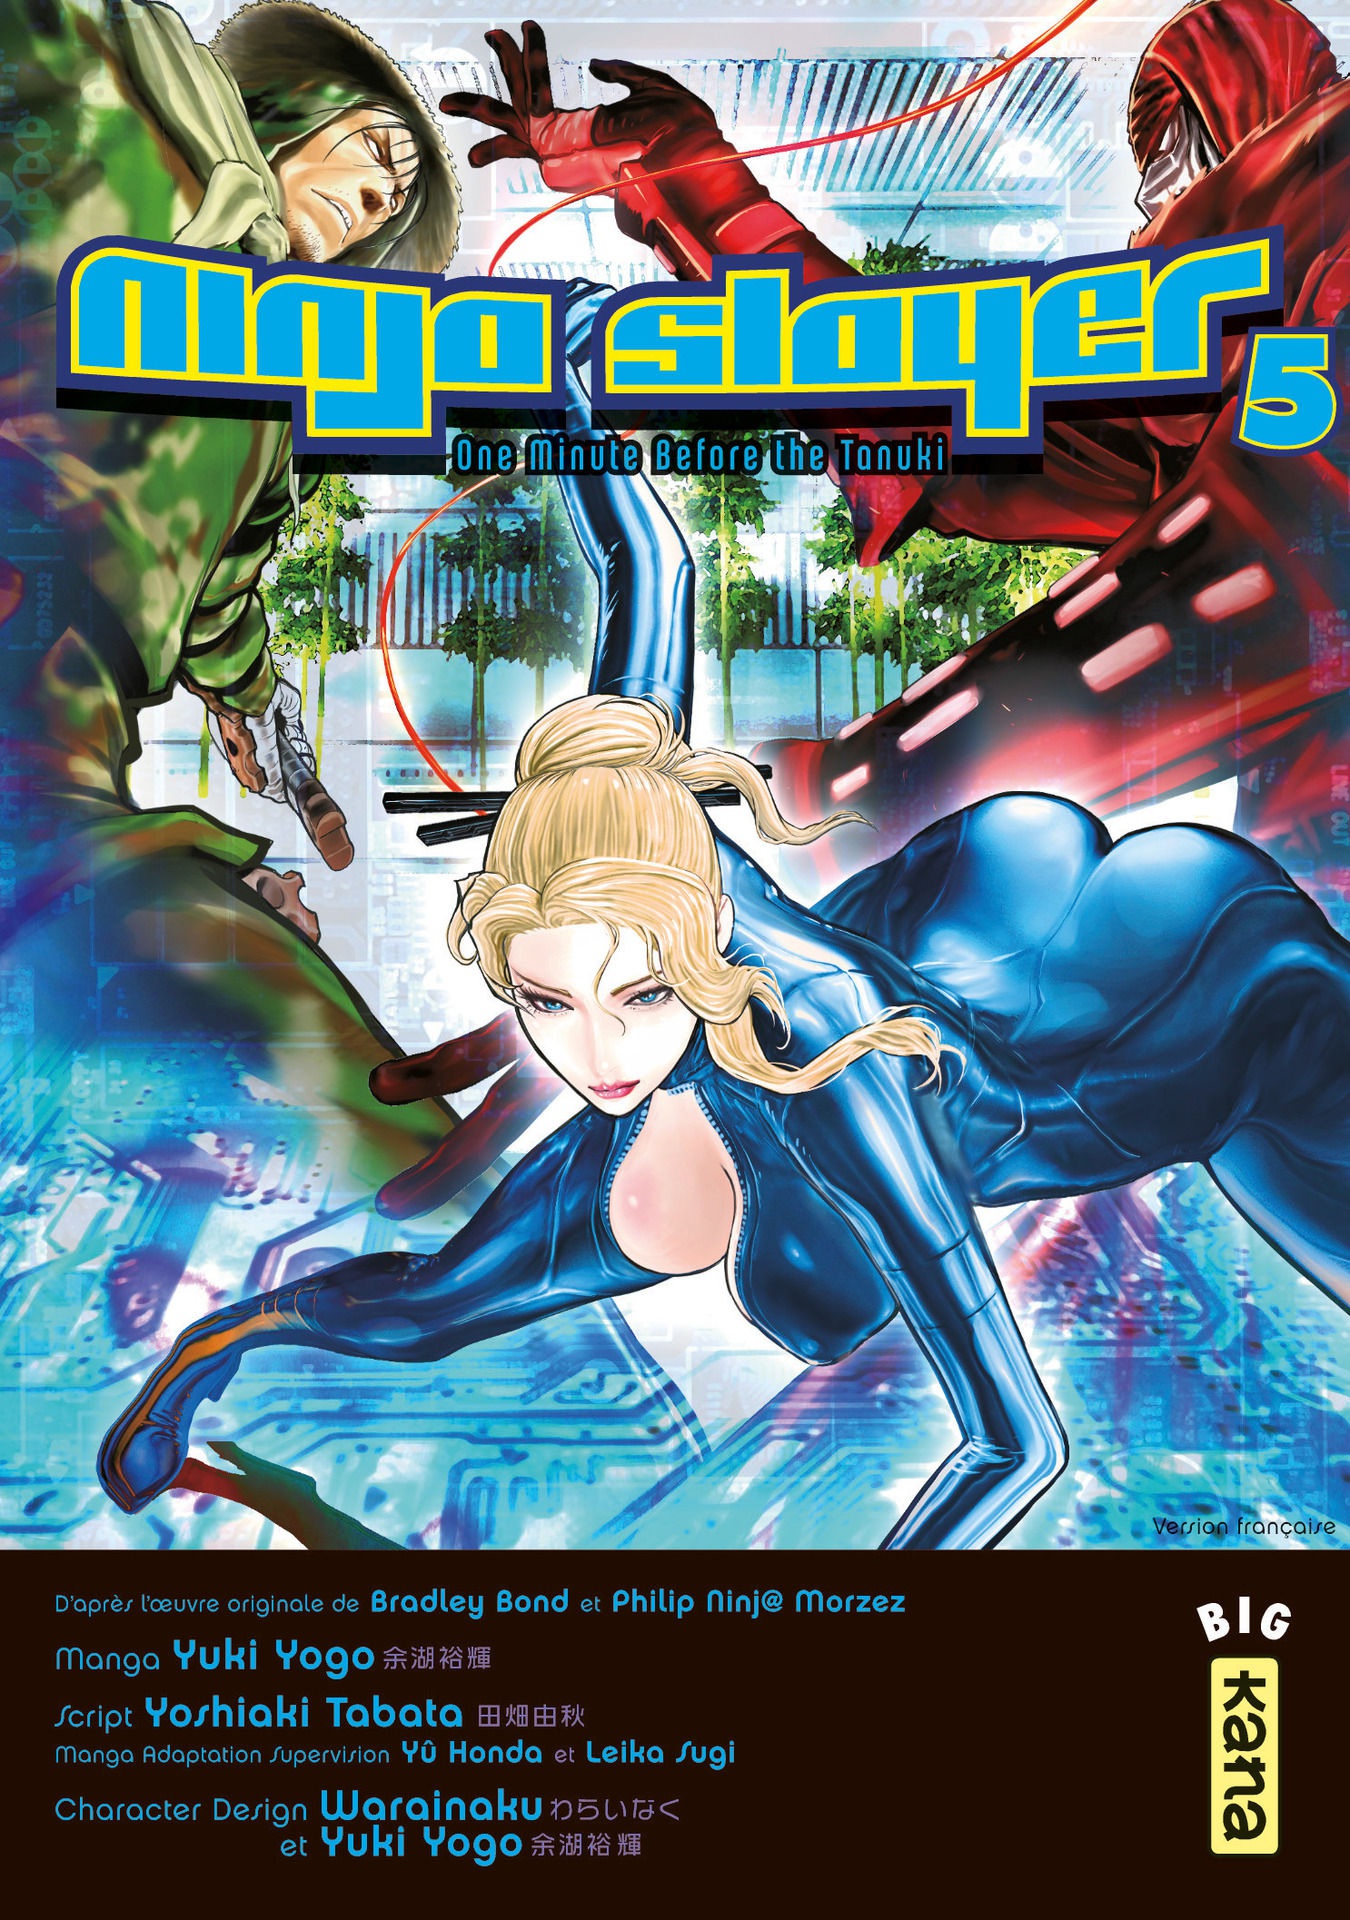 ninja slayer
5
One Minute Before the Tanuki
Version française
D'après l'œuvre originale de Bradley Bond et Philip Ninj@ Morzez
Manga Yuki Yogo 余湖裕輝
Script Yoshiaki Tabata 田畑由秋
Manga Adaptation Supervision Yû Honda et Leika Sugi
Character Design Warainaku わらいなく
et Yuki Yogo 余湖裕輝
BIG
kana